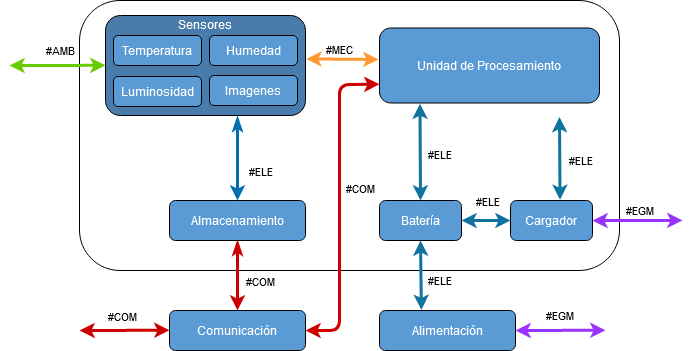 Sensores
#AMB
Temperatura
Humedad
#MEC
Unidad de Procesamiento
Luminosidad
Imagenes
#ELE
#ELE
#ELE
#COM
#ELE
Almacenamiento
Batería
Cargador
#EGM
#COM
#ELE
#COM
Comunicación
Alimentación
#EGM